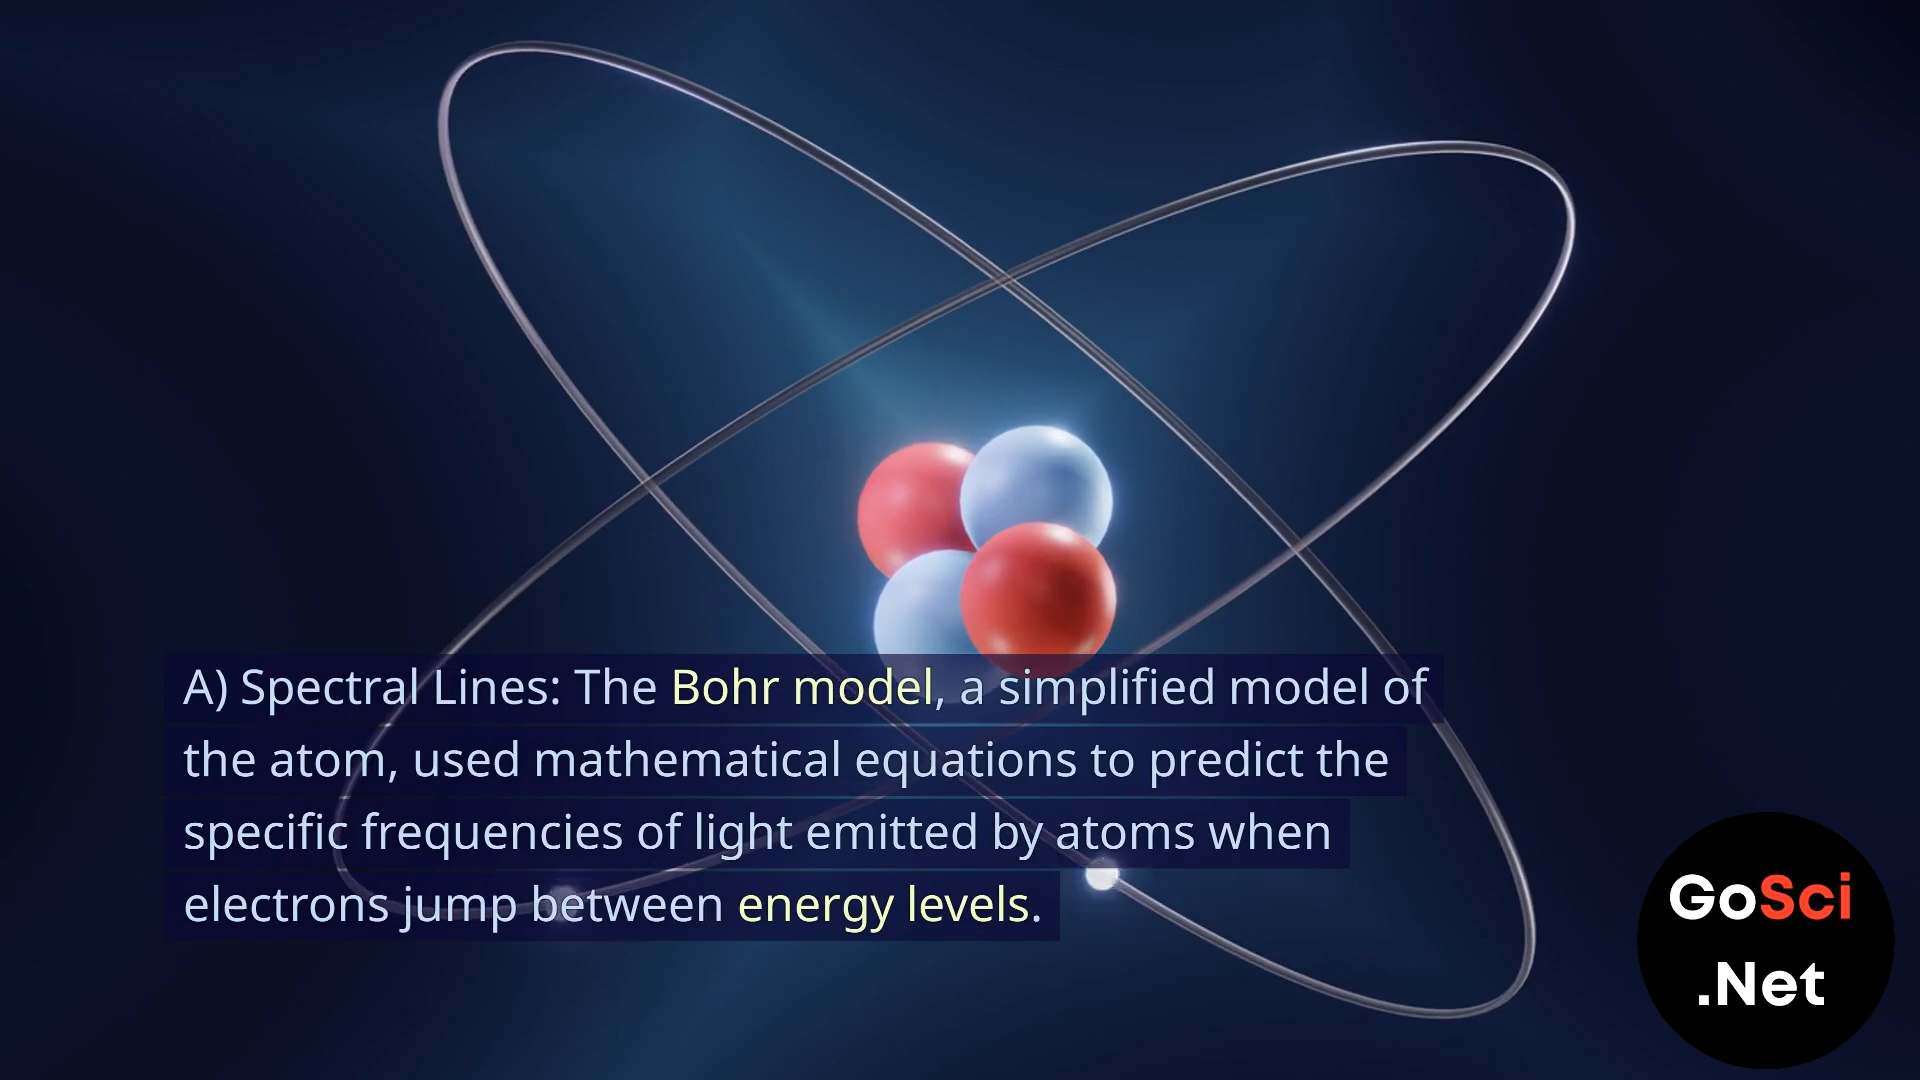 A) Spectral Lines: The Bohr model, a simplified model of
the atom, used mathematical equations to predict the
specific frequencies of light emitted by atoms when
electrons jump between energy levels.
GoSci
.Net